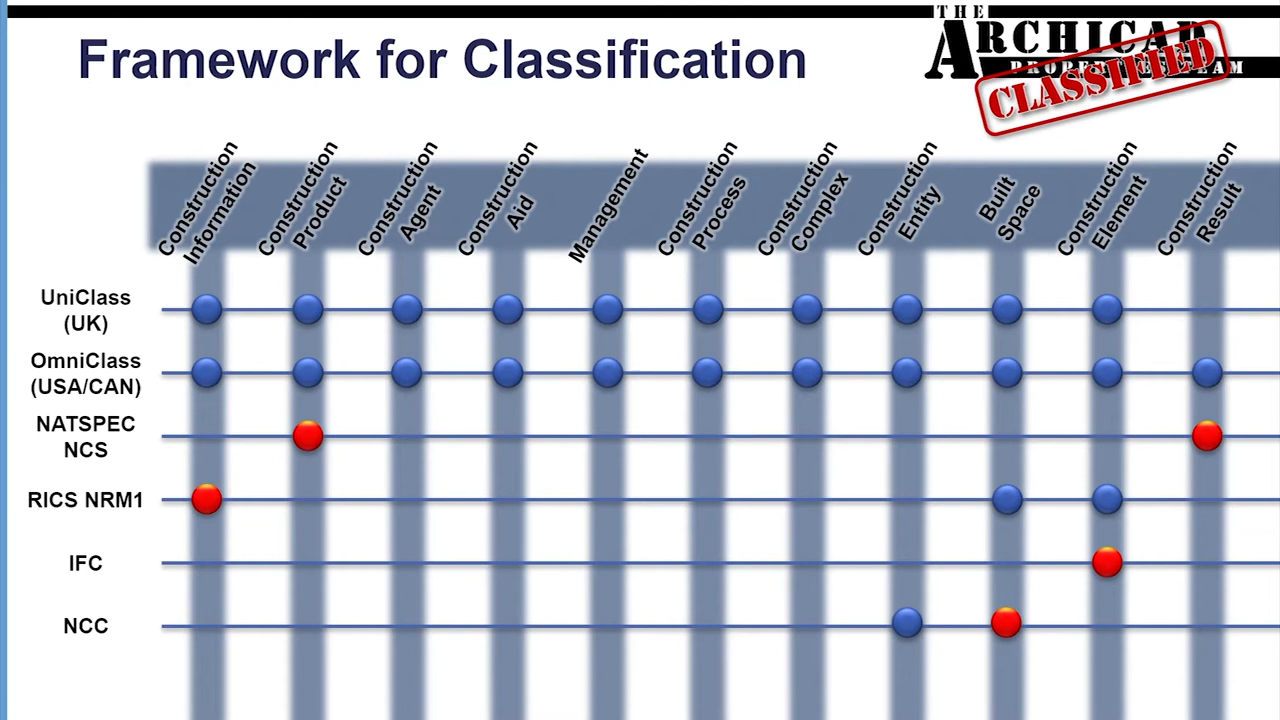 THE
ARCHICAD
CLASSIFIED
Framework for Classification
Construction
Information
Construction
Product
Construction
Agent
Construction
Aid
Management
Construction
Process
Construction
Complex
Construction
Entity
Built
Space
Construction
Element
Construction
Result
UniClass
(UK)
OmniClass
(USA/CAN)
NATSPEC
NCS
RICS NRM1
IFC
NCC